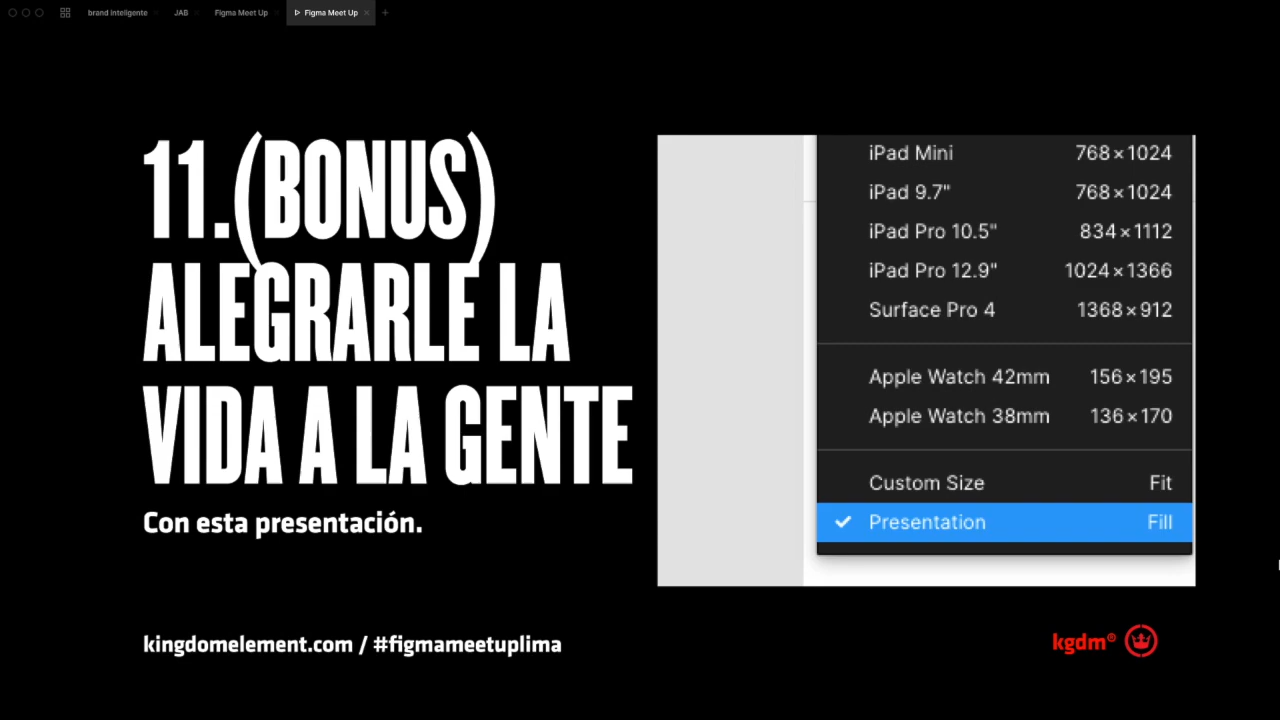 brand inteligente
JAB
Figma Meet Up
Figma Meet Up
11.(BONUS)
ALEGRARLE LA
VIDA A LA GENTE
Con esta presentación.
iPad Mini 768×1024
iPad 9.7" 768×1024
iPad Pro 10.5" 834×1112
iPad Pro 12.9" 1024×1366
Surface Pro 4 1368×912
Apple Watch 42mm 156×195
Apple Watch 38mm 136×170
Custom Size Fit
Presentation Fill
kingdomelement.com / #figmameetuplima
kgdm®